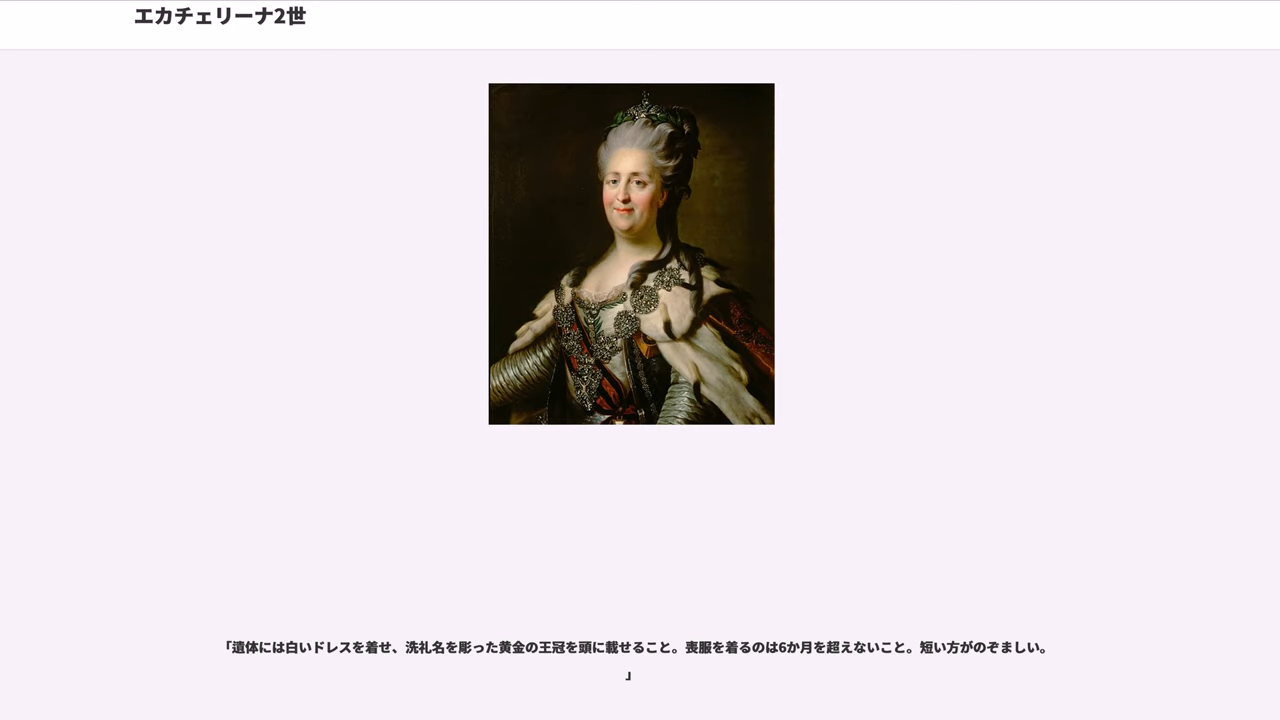 エカチェリーナ2世
「遺体には白いドレスを着せ、洗礼名を彫った黄金の王冠を頭に載せること。喪服を着るのは6か月を超えないこと。短い方がのぞましい。
」